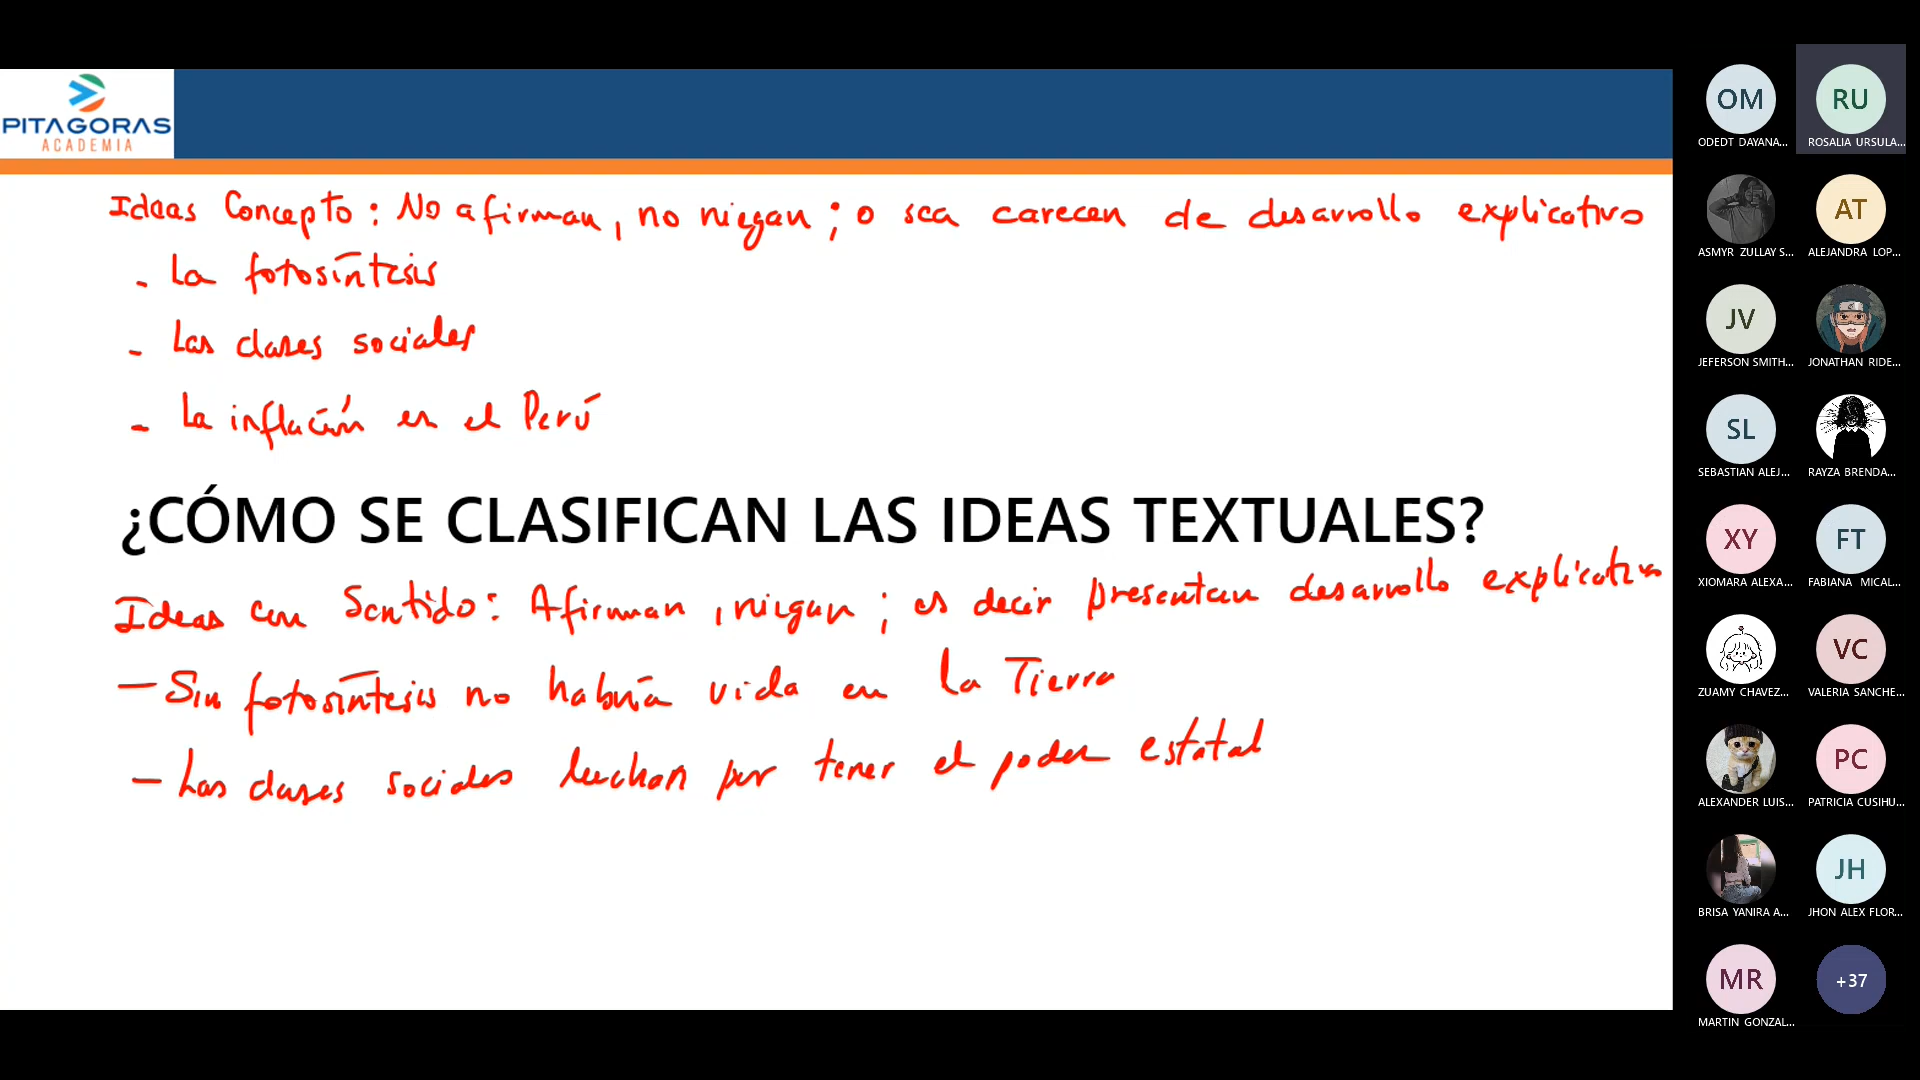 PITAGORAS
ACADEMIA
Ideas Concepto: No afirman, no niegan; o sea carecen de desarrollo explicativo
- La fotosíntesis
- Las clases sociales
- La inflación en el Perú
¿CÓMO SE CLASIFICAN LAS IDEAS TEXTUALES?
Ideas con Sentido: Afirman, niegan; es decir presentan desarrollo explicativo
- Sin fotosíntesis no habría vida en la Tierra
- Las clases sociales luchan por tener el poder estatal
OM
RU
ODEDT DAYANA...
ROSALIA URSULA...
AT
ASMYR ZULLAY S...
ALEJANDRA LOP...
JV
JEFERSON SMITH...
JONATHAN RIDE...
SL
SEBASTIAN ALEJ...
RAYZA BRENDA...
XY
FT
XIOMARA ALEXA...
FABIANA MICAL...
VC
ZUAMY CHAVEZ...
VALERIA SANCHE...
PC
ALEXANDER LUIS...
PATRICIA CUSIHU...
JH
BRISA YANIRA A...
JHON ALEX FLOR...
MR
+37
MARTIN GONZAL...